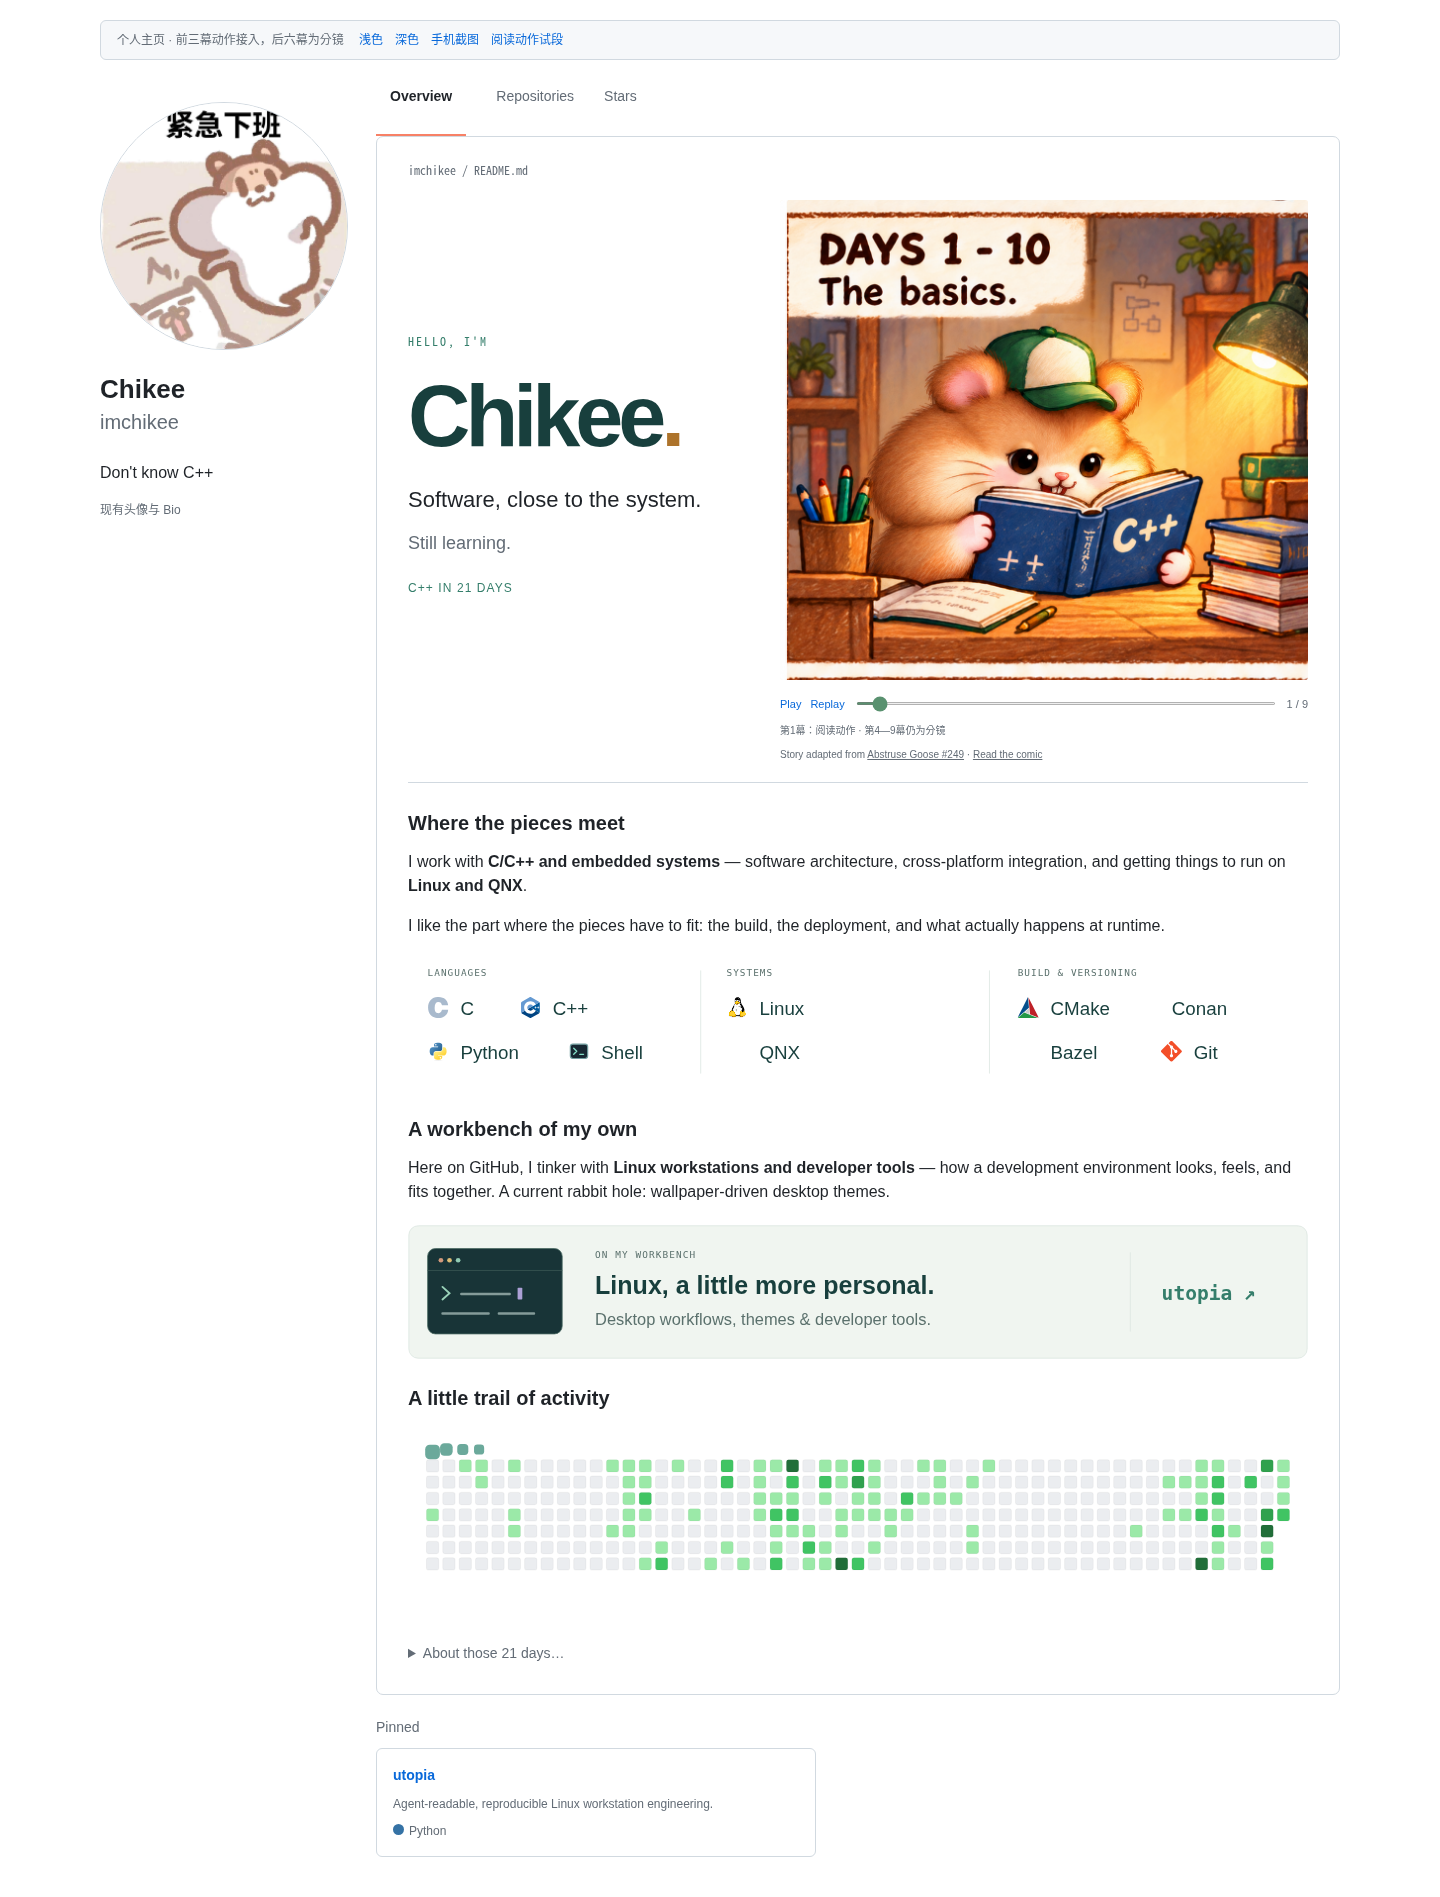 个人主页 · 前三幕动作接入，后六幕为分镜 浅色 深色 手机截图 阅读动作试段
紧急下班
Chikee
imchikee
Don't know C++
现有头像与 Bio
Overview Repositories Stars
imchikee / README.md
HELLO, I'M
Chikee.
Software, close to the system.
Still learning.
C++ IN 21 DAYS
DAYS 1 - 10
The basics.
C++
Play Replay 1 / 9
第1幕：阅读动作 · 第4—9幕仍为分镜
Story adapted from Abstruse Goose #249 · Read the comic
Where the pieces meet
I work with C/C++ and embedded systems — software architecture, cross-platform integration, and getting things to run on
Linux and QNX.
I like the part where the pieces have to fit: the build, the deployment, and what actually happens at runtime.
LANGUAGES
C C++
Python Shell
SYSTEMS
Linux
QNX
BUILD & VERSIONING
CMake Conan
Bazel Git
A workbench of my own
Here on GitHub, I tinker with Linux workstations and developer tools — how a development environment looks, feels, and
fits together. A current rabbit hole: wallpaper-driven desktop themes.
ON MY WORKBENCH
Linux, a little more personal.
Desktop workflows, themes & developer tools.
utopia ↗
A little trail of activity
About those 21 days…
Pinned
utopia
Agent-readable, reproducible Linux workstation engineering.
Python